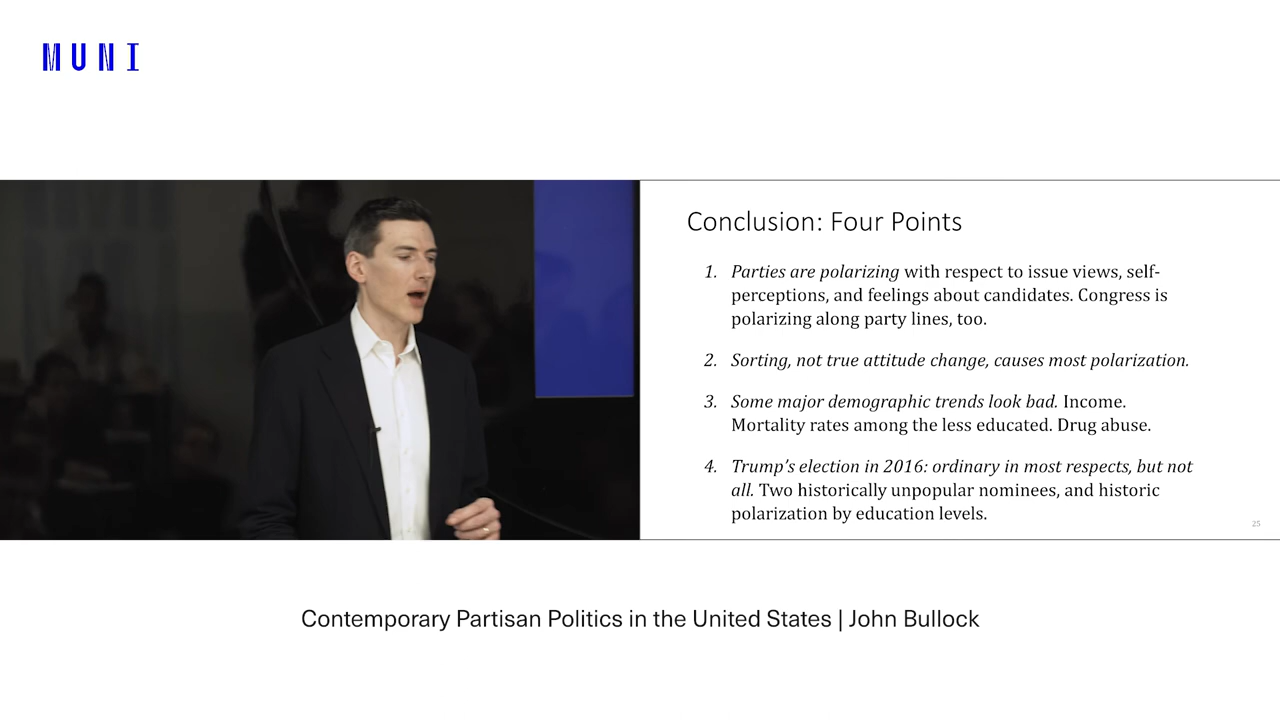 MUNI
Conclusion: Four Points
1. Parties are polarizing with respect to issue views, self-
perceptions, and feelings about candidates. Congress is
polarizing along party lines, too.
2. Sorting, not true attitude change, causes most polarization.
3. Some major demographic trends look bad. Income.
Mortality rates among the less educated. Drug abuse.
4. Trump's election in 2016: ordinary in most respects, but not
all. Two historically unpopular nominees, and historic
polarization by education levels.
25
Contemporary Partisan Politics in the United States | John Bullock